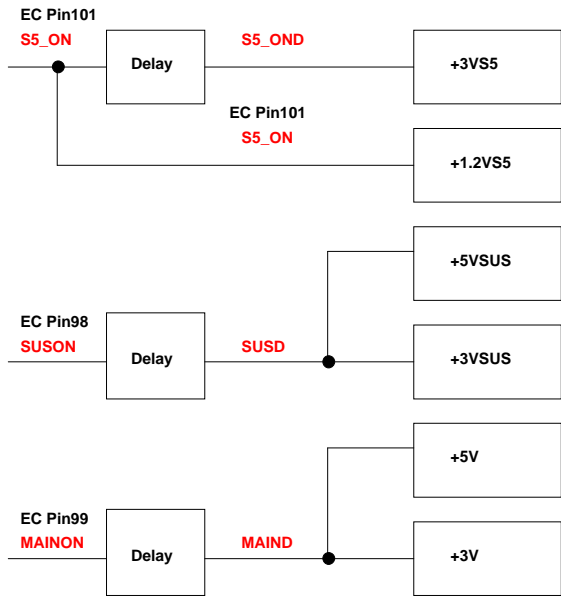 EC Pin101
S5_ON
Delay
S5_OND
+3VS5
EC Pin101
S5_ON
+1.2VS5
+5VSUS
EC Pin98
SUSON
Delay
SUSD
+3VSUS
+5V
EC Pin99
MAINON
Delay
MAIND
+3V